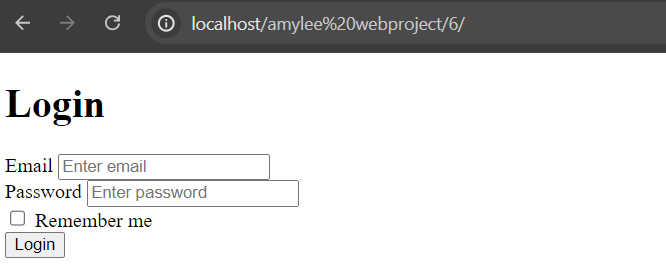 localhost/amylee%20webproject/6/
Login
Email Enter email
Password Enter password
Remember me
Login